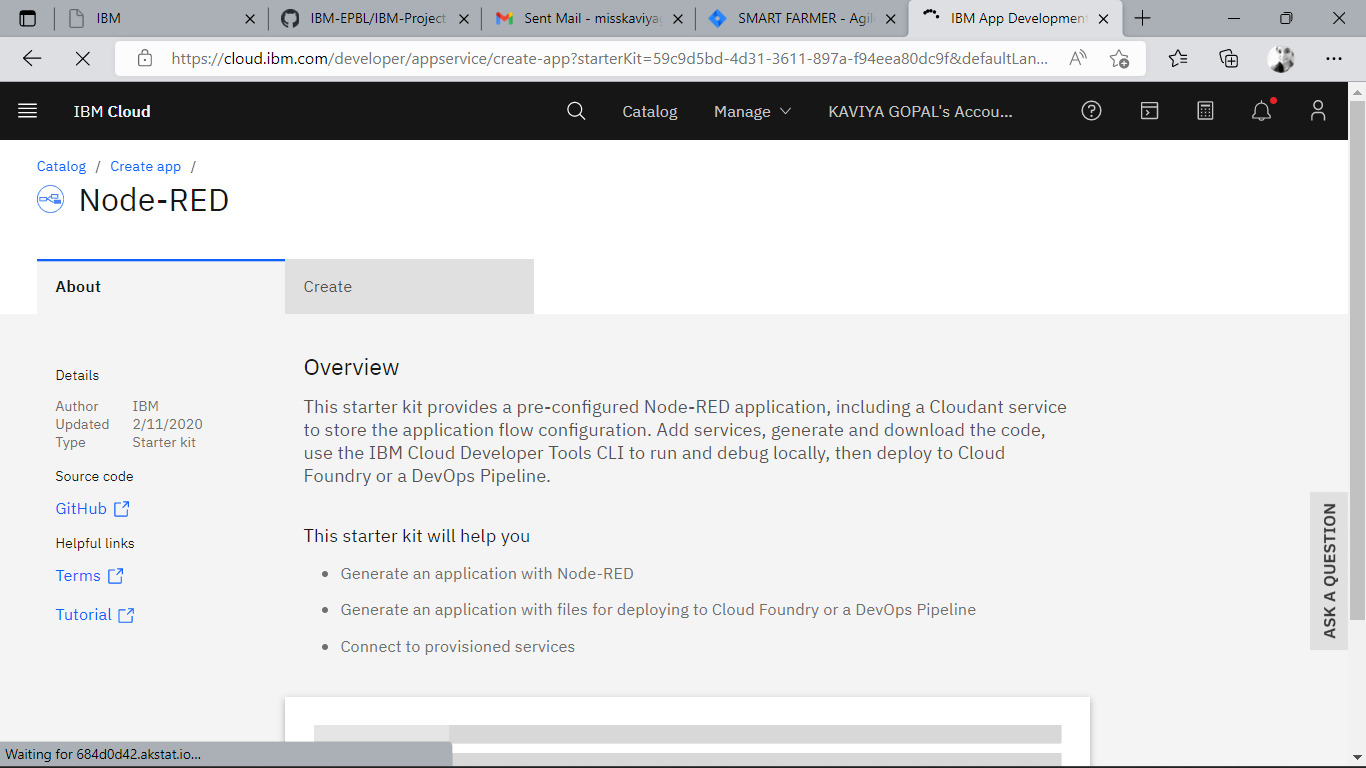 IBM
IBM-EPBL/IBM-Project
Sent Mail - misskaviyag
SMART FARMER - Agil
IBM App Development
https://cloud.ibm.com/developer/appservice/create-app?starterKit=59c9d5bd-4d31-3611-897a-f94eea80dc9f&defaultLan...
IBM Cloud
Catalog
Manage
KAVIYA GOPAL's Accou...
Catalog / Create app /
Node-RED
About
Create
Details
Author IBM
Updated 2/11/2020
Type Starter kit
Source code
GitHub
Helpful links
Terms
Tutorial
Overview
This starter kit provides a pre-configured Node-RED application, including a Cloudant service
to store the application flow configuration. Add services, generate and download the code,
use the IBM Cloud Developer Tools CLI to run and debug locally, then deploy to Cloud
Foundry or a DevOps Pipeline.
This starter kit will help you
• Generate an application with Node-RED
• Generate an application with files for deploying to Cloud Foundry or a DevOps Pipeline
• Connect to provisioned services
ASK A QUESTION
Waiting for 684d0d42.akstat.io...